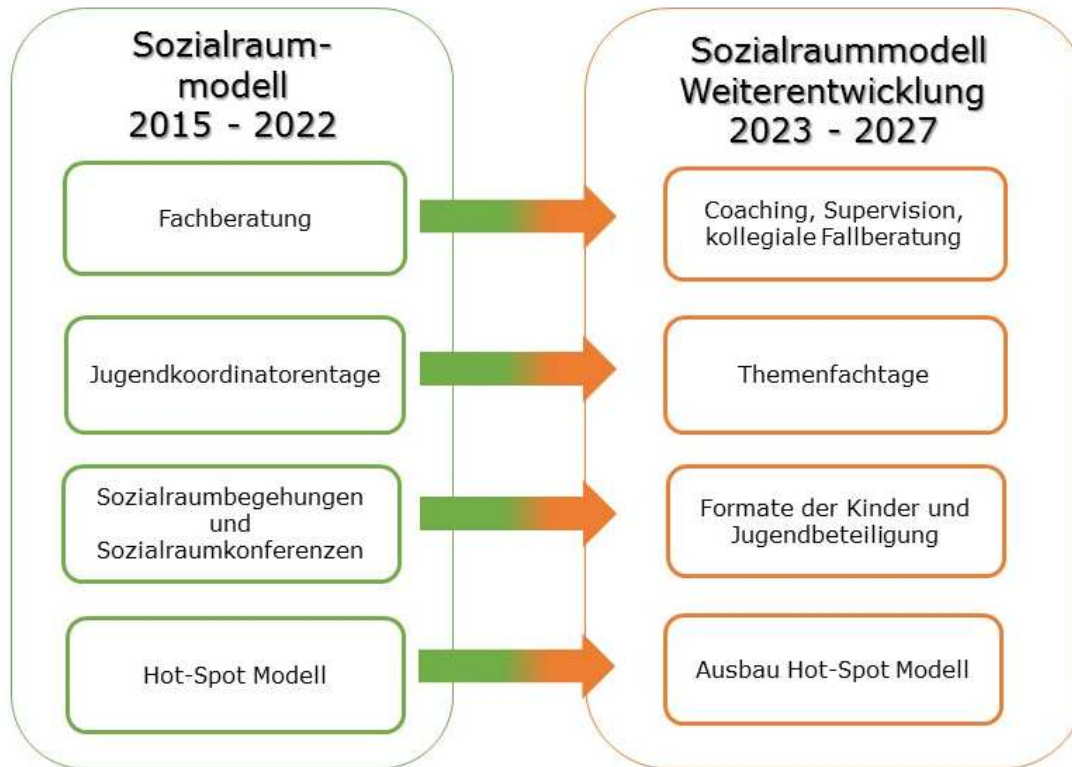 Sozialraum-
modell
2015 - 2022
Fachberatung
Jugendkoordinatorentage
Sozialraumbegehungen
und
Sozialraumkonferenzen
Hot-Spot Modell
Sozialraummodell
Weiterentwicklung
2023 - 2027
Coaching, Supervision,
kollegiale Fallberatung
Themenfachtage
Formate der Kinder und
Jugendbeteiligung
Ausbau Hot-Spot Modell